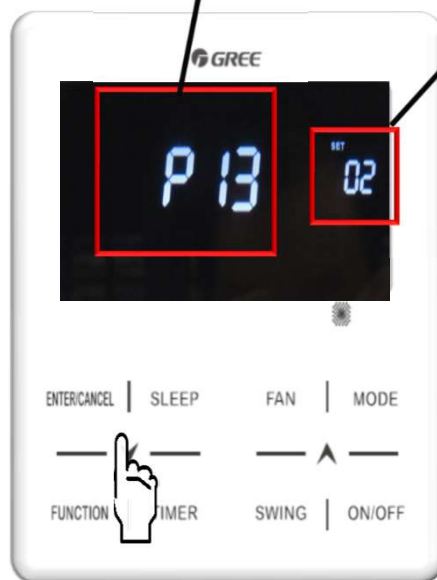 GREE
P13
SET
02
ENTER/CANCEL | SLEEP
FAN | MODE
FUNCTION
TIMER
SWING | ON/OFF